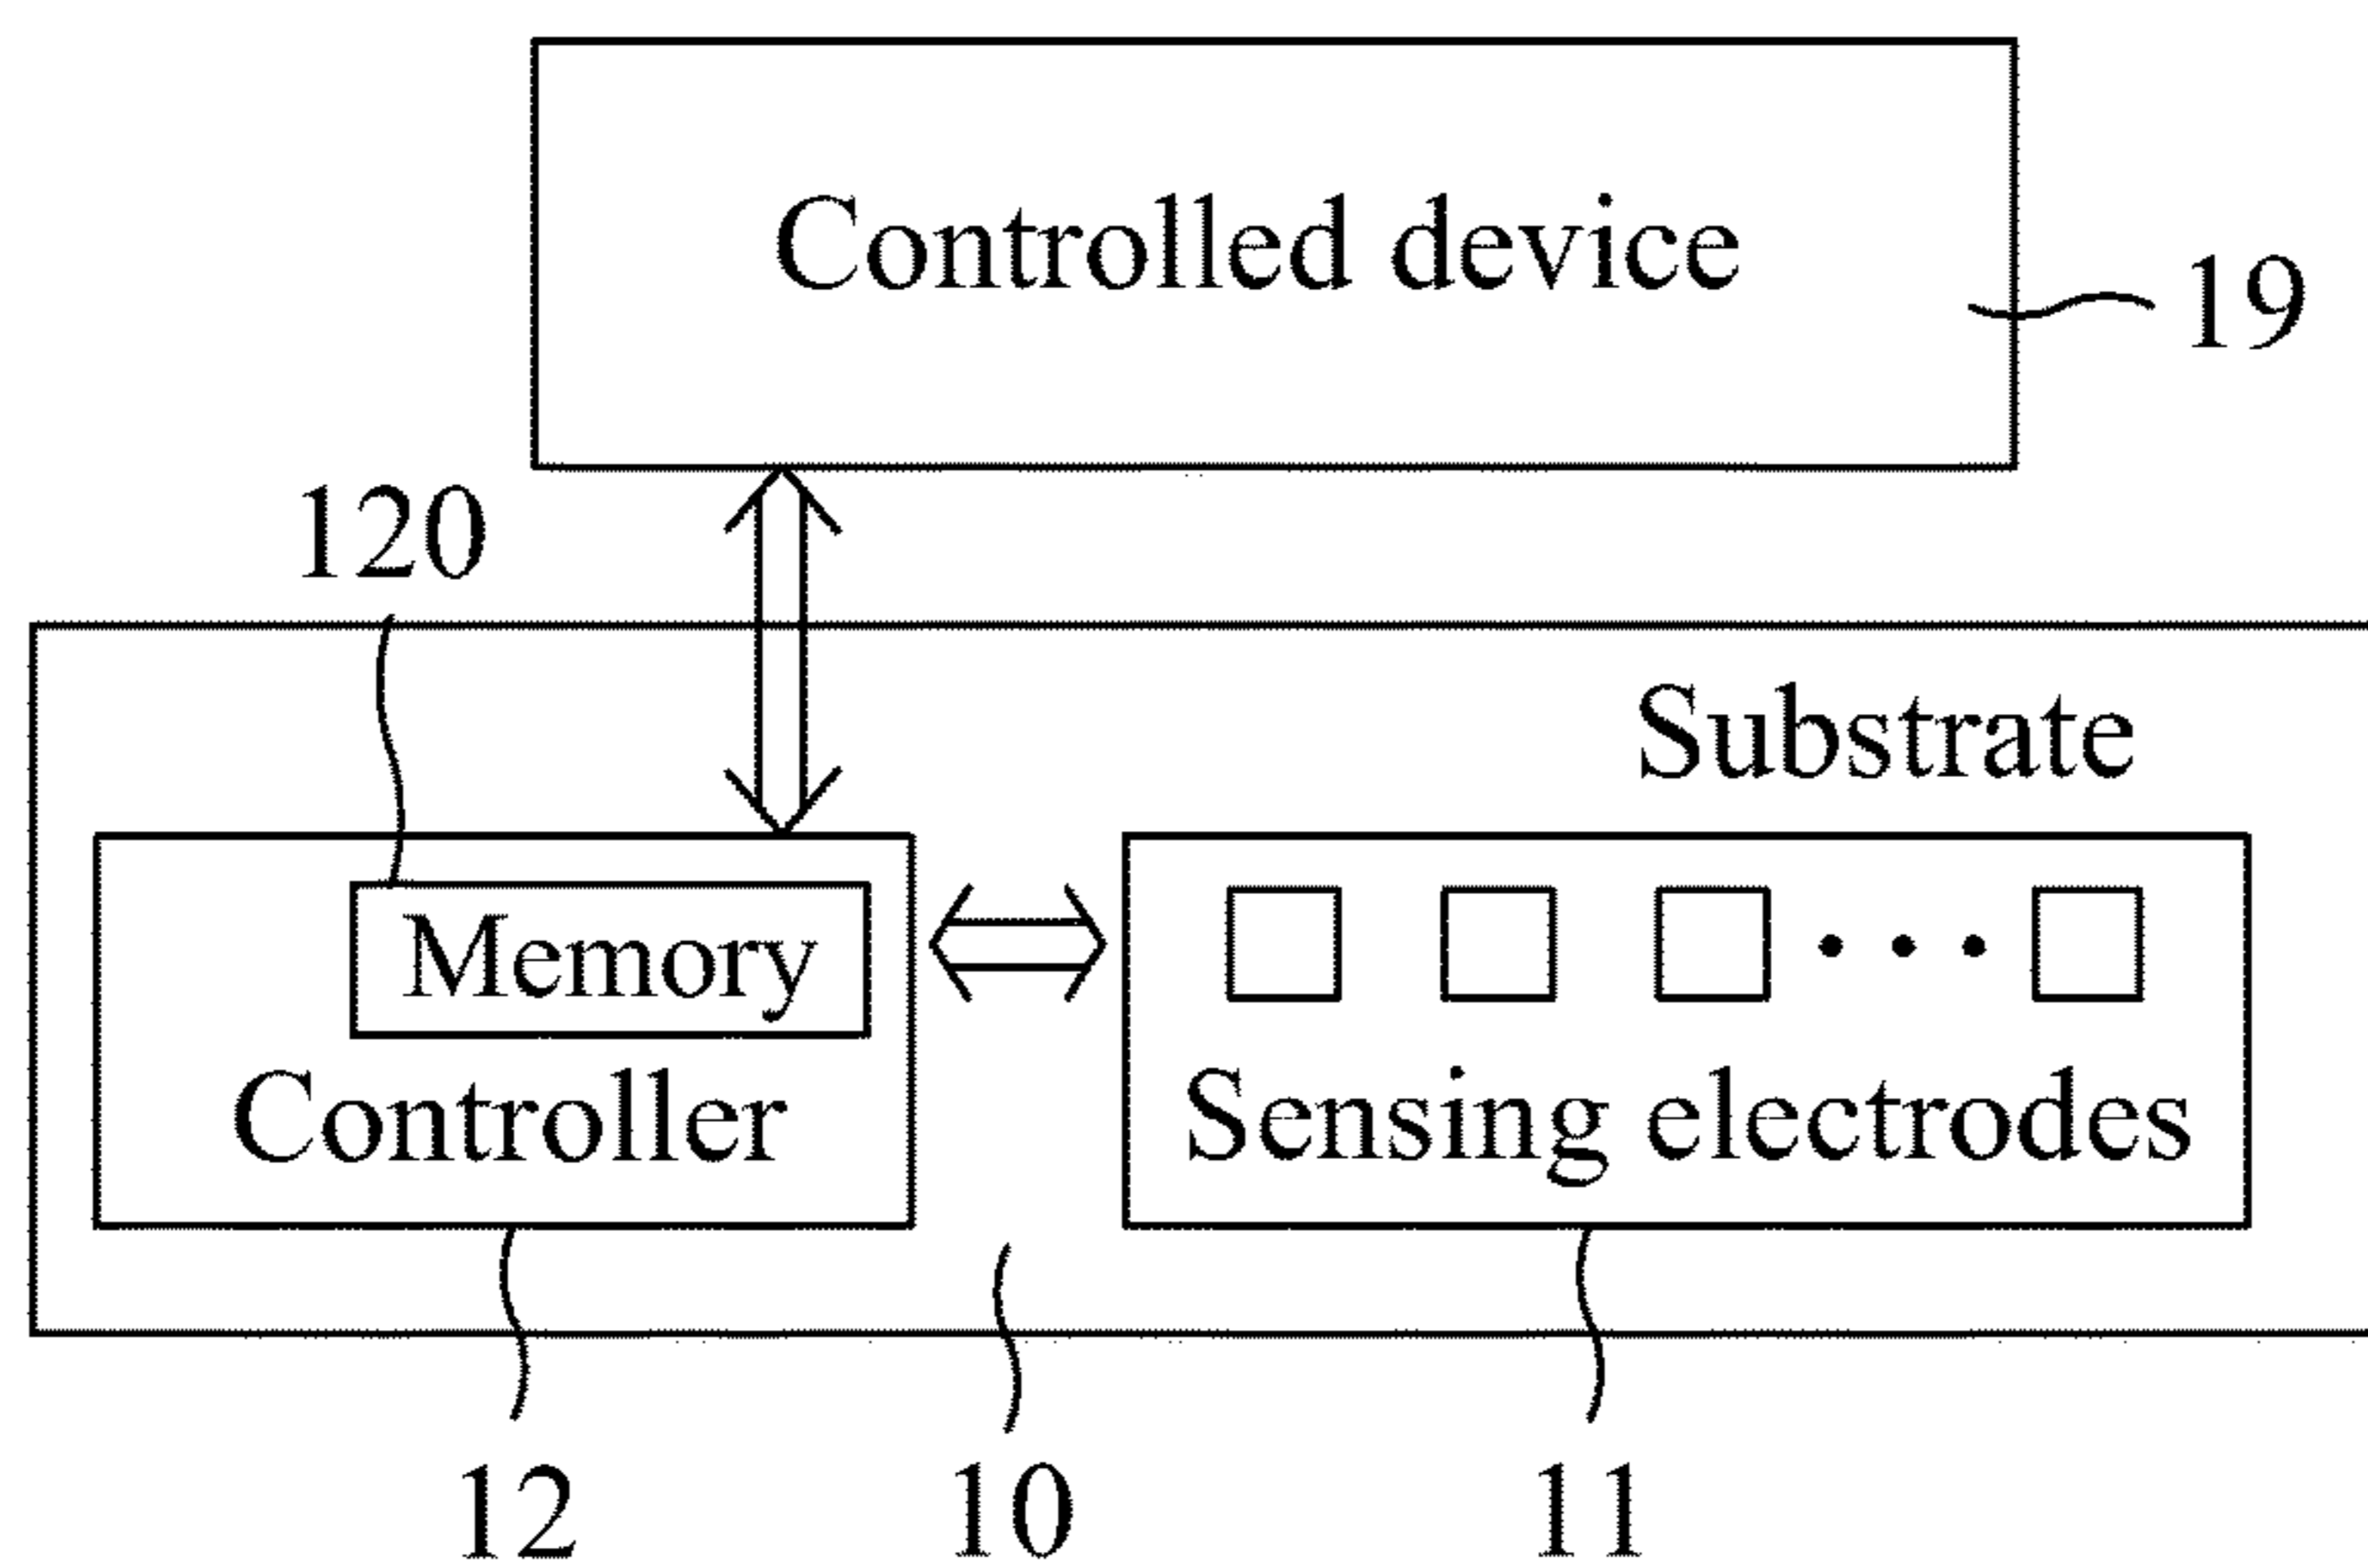 Controlled device
19
120
Substrate
Memory
Controller
Sensing electrodes
12
10
11